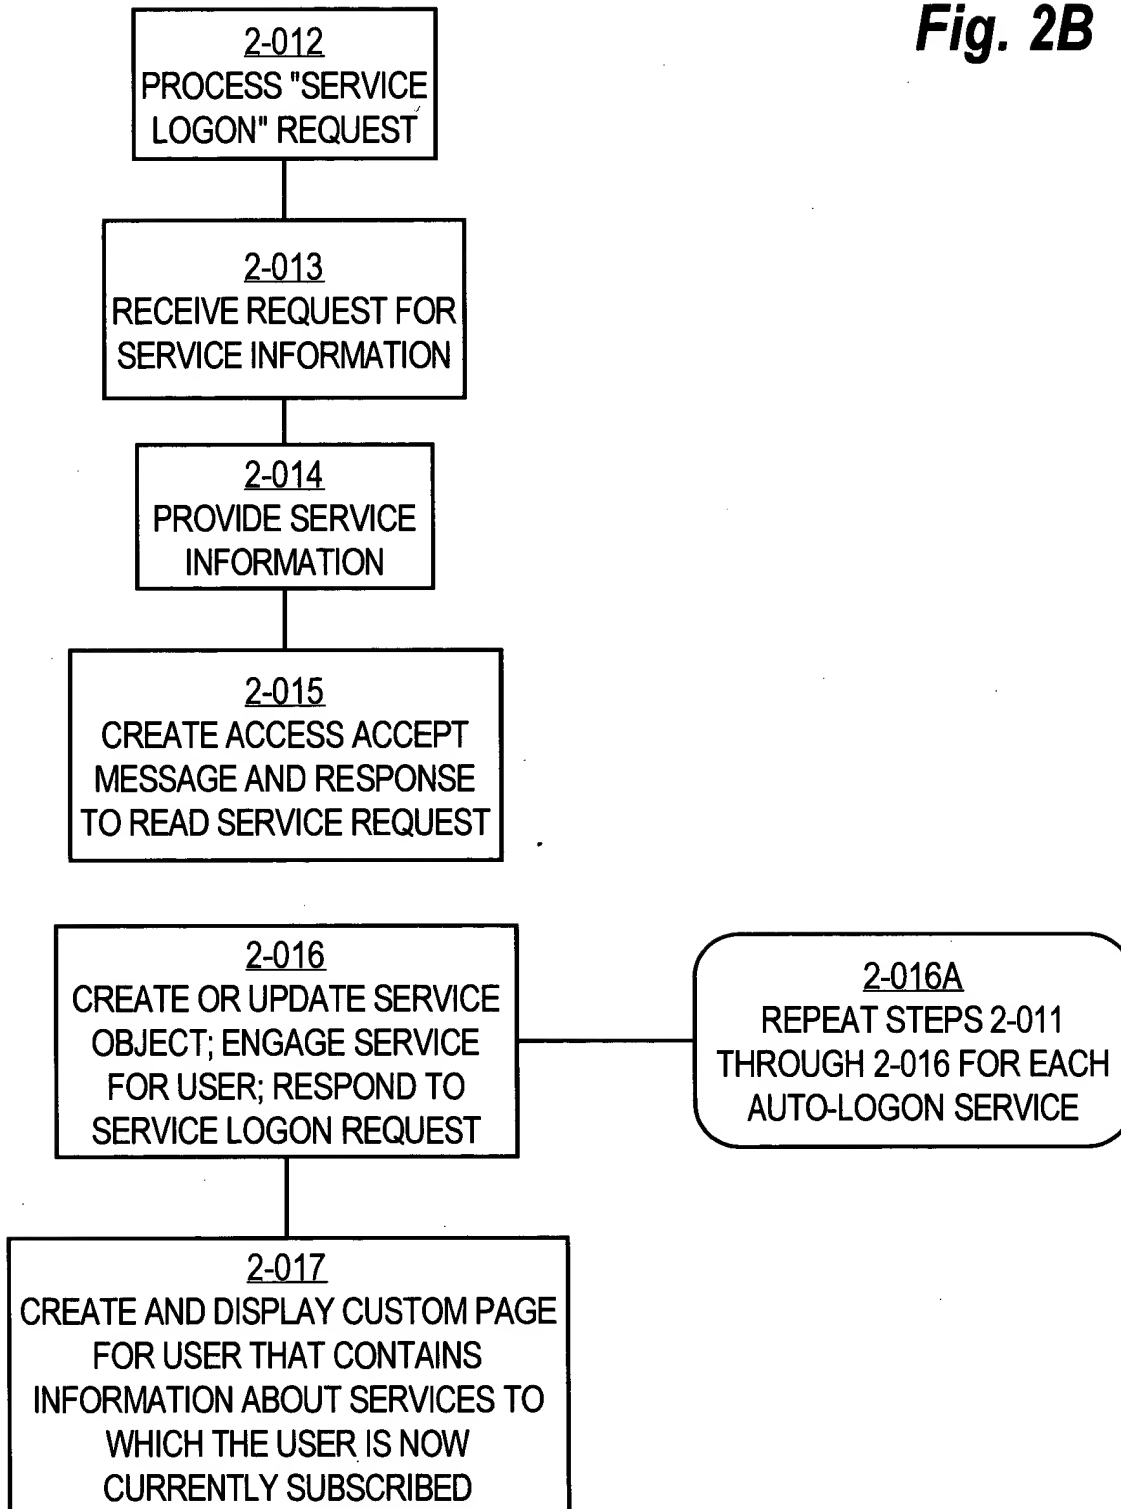 Fig. 2B
2-012
PROCESS "SERVICE
LOGON" REQUEST
2-013
RECEIVE REQUEST FOR
SERVICE INFORMATION
2-014
PROVIDE SERVICE
INFORMATION
2-015
CREATE ACCESS ACCEPT
MESSAGE AND RESPONSE
TO READ SERVICE REQUEST
2-016
CREATE OR UPDATE SERVICE
OBJECT; ENGAGE SERVICE
FOR USER; RESPOND TO
SERVICE LOGON REQUEST
2-016A
REPEAT STEPS 2-011
THROUGH 2-016 FOR EACH
AUTO-LOGON SERVICE
2-017
CREATE AND DISPLAY CUSTOM PAGE
FOR USER THAT CONTAINS
INFORMATION ABOUT SERVICES TO
WHICH THE USER IS NOW
CURRENTLY SUBSCRIBED